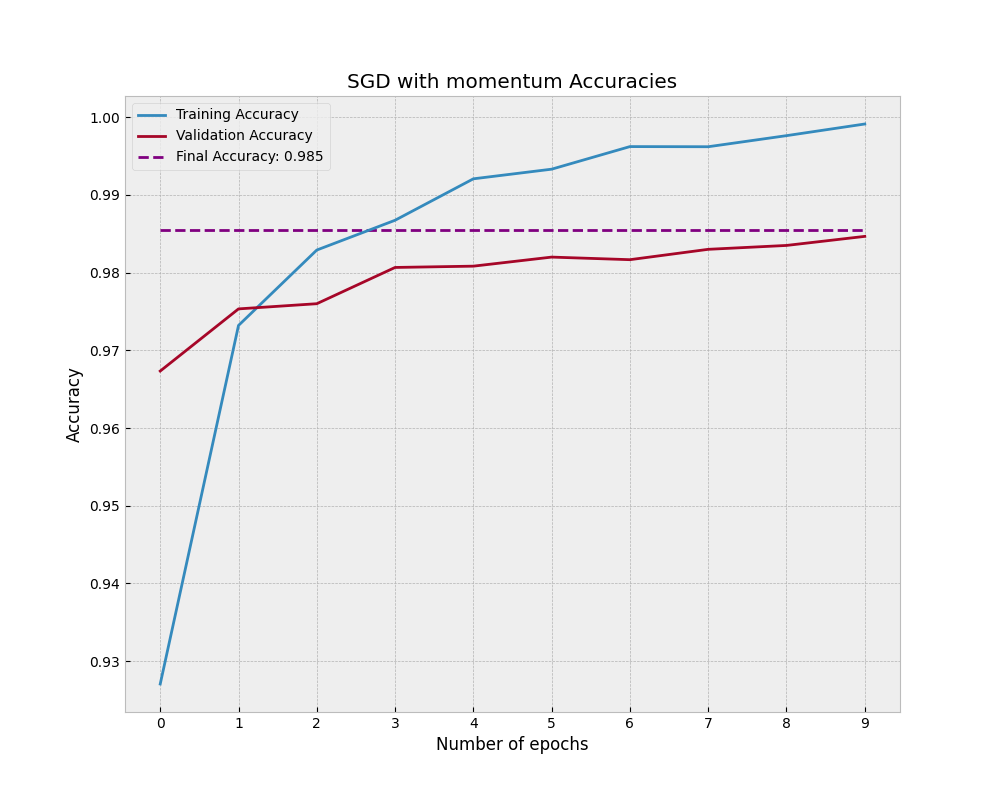 SGD with momentum Accuracies
Training Accuracy
Validation Accuracy
Final Accuracy: 0.985
1.00
0.99
0.98
0.97
0.96
0.95
0.94
0.93
Accuracy
0 1 2 3 4 5 6 7 8 9
Number of epochs